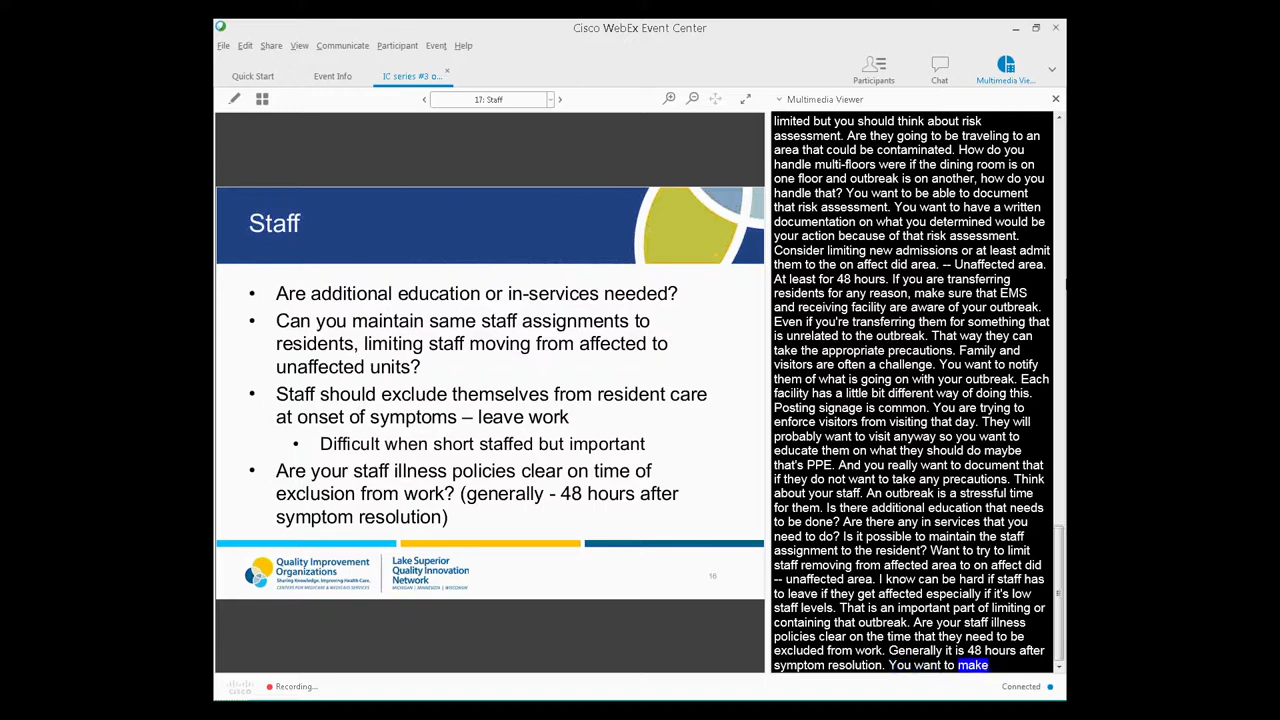 Cisco WebEx Event Center
File Edit Share View Communicate Participant Event Help
Quick Start Event Info IC series #3 o...
Participants Chat Multimedia Vie...
17: Staff
Multimedia Viewer
Staff
• Are additional education or in-services needed?
• Can you maintain same staff assignments to
residents, limiting staff moving from affected to
unaffected units?
• Staff should exclude themselves from resident care
at onset of symptoms – leave work
• Difficult when short staffed but important
• Are your staff illness policies clear on time of
exclusion from work? (generally - 48 hours after
symptom resolution)
Quality Improvement
Organizations
Sharing Knowledge. Improving Health Care.
CENTERS FOR MEDICARE & MEDICAID SERVICES
Lake Superior
Quality Innovation
Network
MICHIGAN | MINNESOTA | WISCONSIN
16
limited but you should think about risk
assessment. Are they going to be traveling to an
area that could be contaminated. How do you
handle multi-floors were if the dining room is on
one floor and outbreak is on another, how do you
handle that? You want to be able to document
that risk assessment. You want to have a written
documentation on what you determined would be
your action because of that risk assessment.
Consider limiting new admissions or at least admit
them to the on affect did area. -- Unaffected area.
At least for 48 hours. If you are transferring
residents for any reason, make sure that EMS
and receiving facility are aware of your outbreak.
Even if you're transferring them for something that
is unrelated to the outbreak. That way they can
take the appropriate precautions. Family and
visitors are often a challenge. You want to notify
them of what is going on with your outbreak. Each
facility has a little bit different way of doing this.
Posting signage is common. You are trying to
enforce visitors from visiting that day. They will
probably want to visit anyway so you want to
educate them on what they should do maybe
that's PPE. And you really want to document that
if they do not want to take any precautions. Think
about your staff. An outbreak is a stressful time
for them. Is there additional education that needs
to be done? Are there any in services that you
need to do? Is it possible to maintain the staff
assignment to the resident? Want to try to limit
staff removing from affected area to on affect did
-- unaffected area. I know can be hard if staff has
to leave if they get affected especially if it's low
staff levels. That is an important part of limiting or
containing that outbreak. Are your staff illness
policies clear on the time that they need to be
excluded from work. Generally it is 48 hours after
symptom resolution. You want to make
cisco
Recording...
Connected